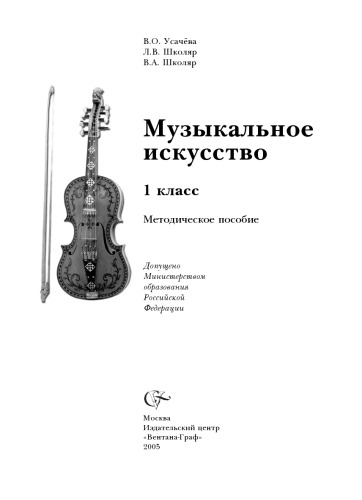 В.О. Усачёва
Л.В. Школяр
В.А. Школяр
Музыкальное
искусство
1 класс
Методическое пособие
Допущено
Министерством
образования
Российской
Федерации
Москва
Издательский центр
«Вентана-Граф»
2005